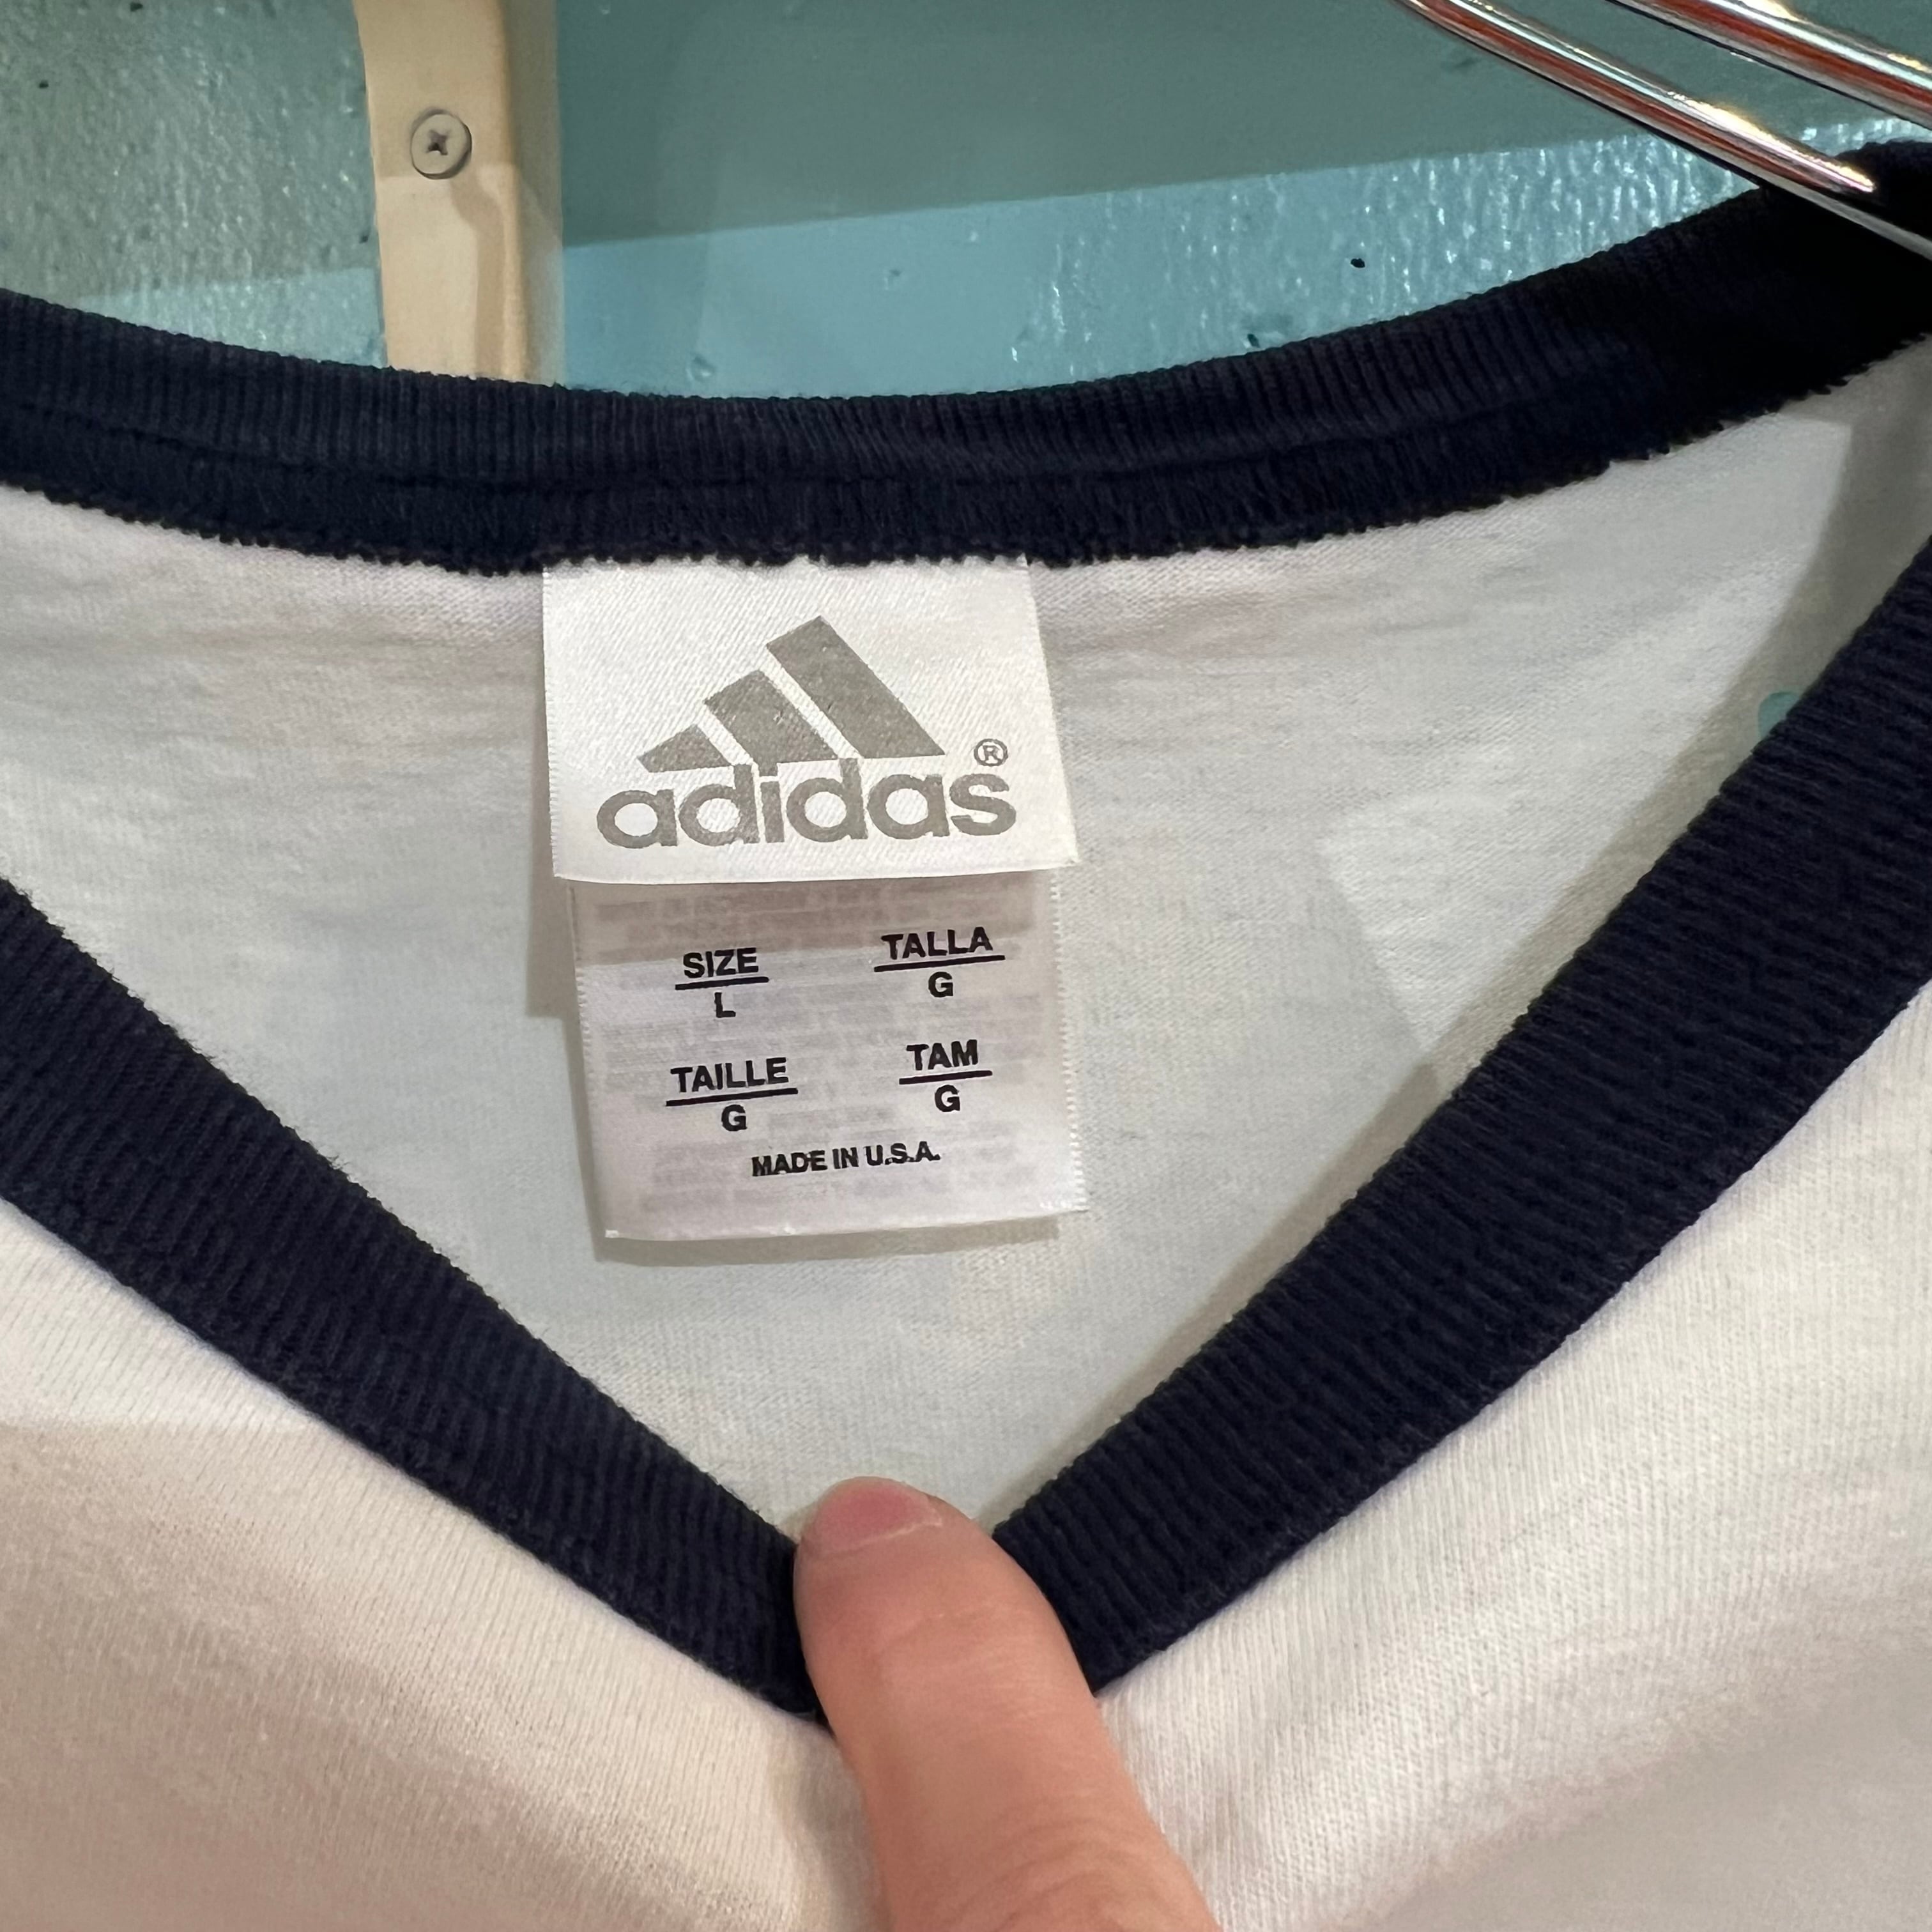 adidas®
SIZE TALLA
L G
TAILLE TAM
G G
MADE IN U.S.A.